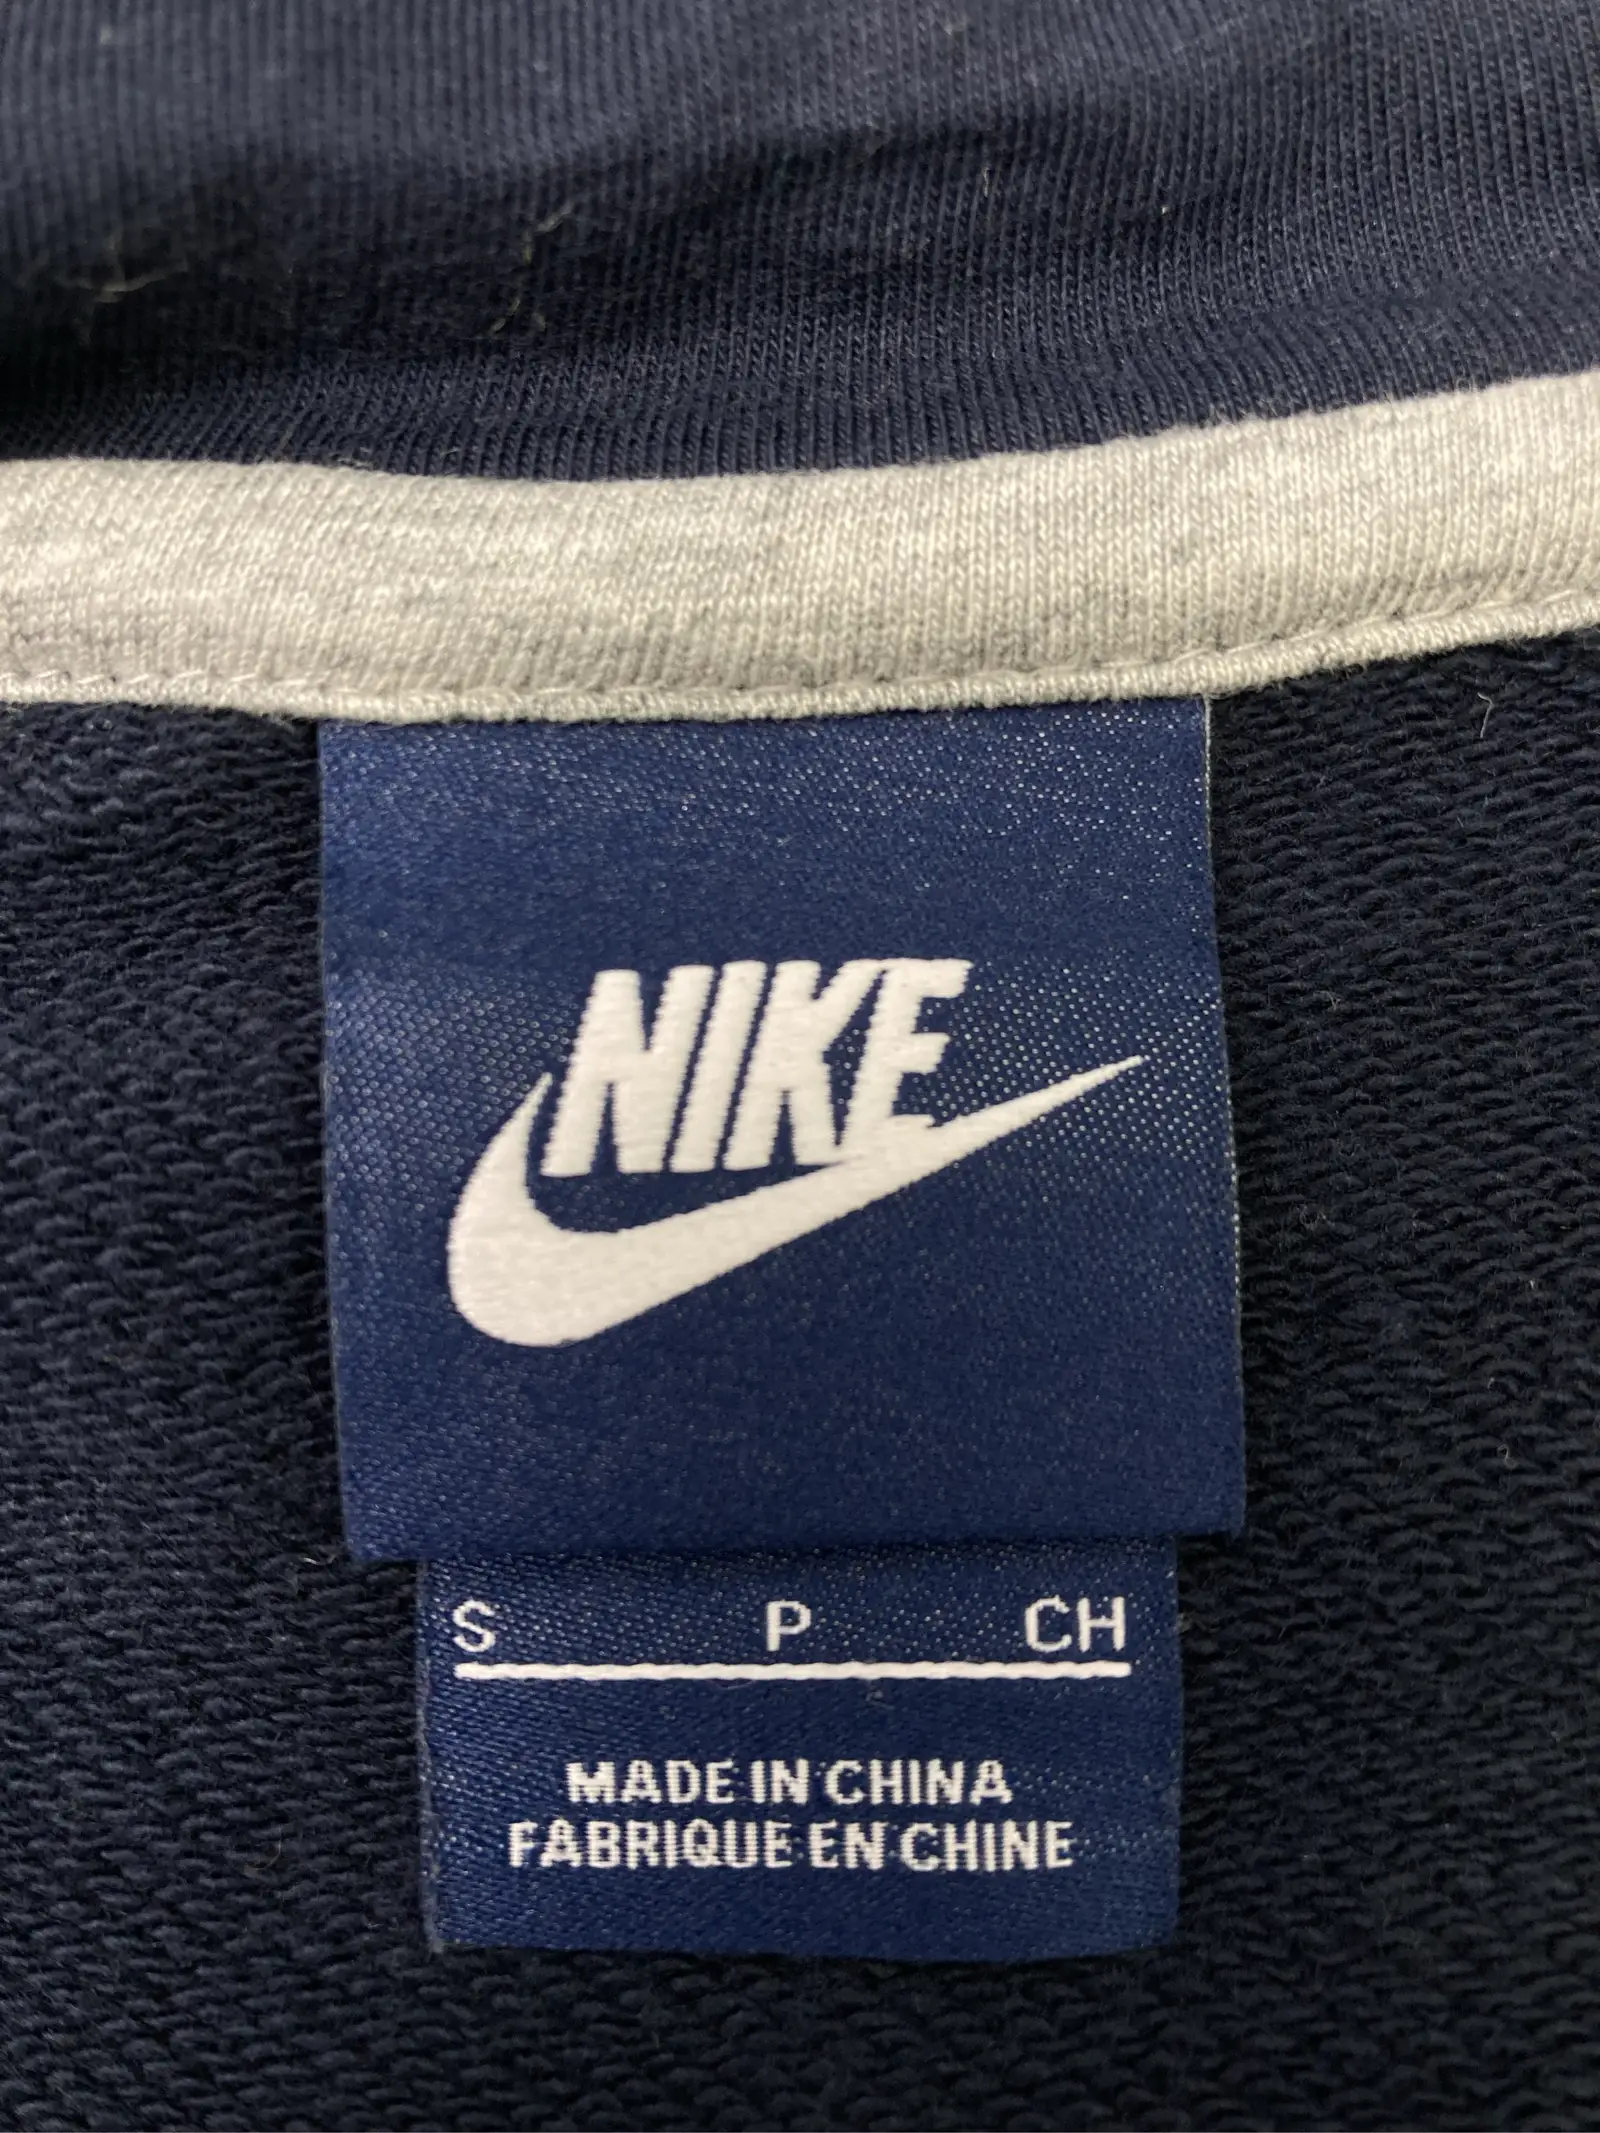 NIKE
S P CH
MADE IN CHINA
FABRIQUE EN CHINE